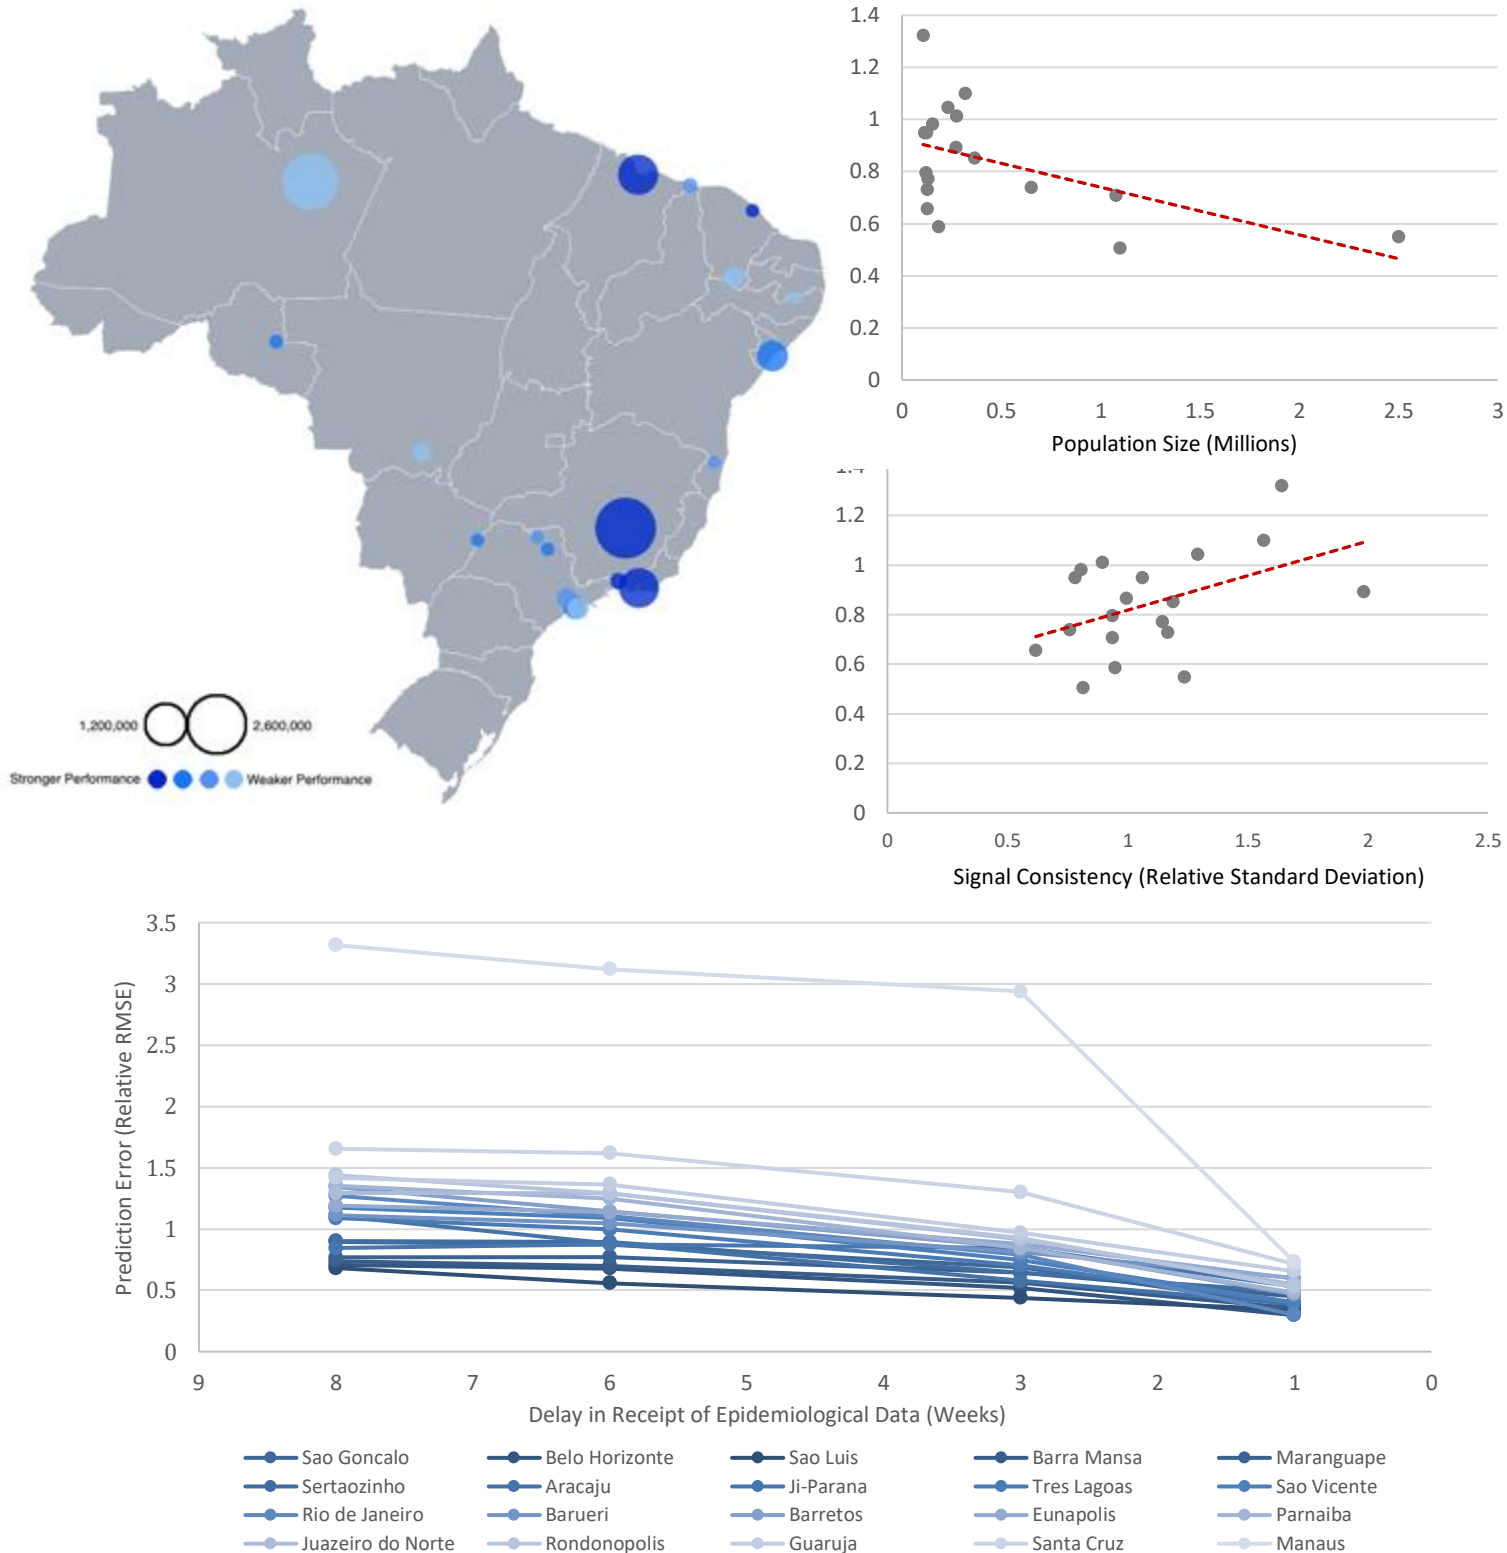 1.4
1.2
1
0.8
0.6
0.4
0.2
0
0 0.5 1 1.5 2 2.5 3
Population Size (Millions)
1.4
1.2
1
0.8
0.6
0.4
0.2
0
0 0.5 1 1.5 2 2.5
Signal Consistency (Relative Standard Deviation)
1,200,000 2,600,000
Stronger Performance Weaker Performance
Prediction Error (Relative RMSE)
3.5
3
2.5
2
1.5
1
0.5
0
9 8 7 6 5 4 3 2 1 0
Delay in Receipt of Epidemiological Data (Weeks)
Sao Goncalo Belo Horizonte Sao Luis Barra Mansa Maranguape
Sertaozinho Aracaju Ji-Parana Tres Lagoas Sao Vicente
Rio de Janeiro Barueri Barretos Eunapolis Parnaiba
Juazeiro do Norte Rondonopolis Guaruja Santa Cruz Manaus